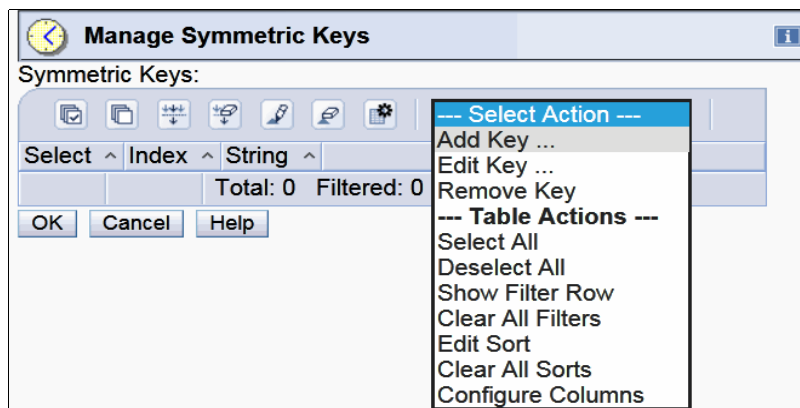 Manage Symmetric Keys
i
Symmetric Keys:
--- Select Action ---
Add Key ...
Select ^ Index ^ String ^
Edit Key ...
Total: 0 Filtered: 0
Remove Key
--- Table Actions ---
OK Cancel Help
Select All
Deselect All
Show Filter Row
Clear All Filters
Edit Sort
Clear All Sorts
Configure Columns